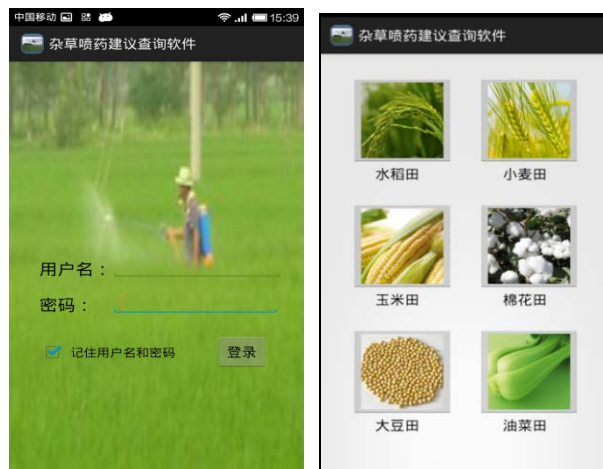 中国移动 15:39
杂草喷药建议查询软件
用户名：
密码：
记住用户名和密码 登录
杂草喷药建议查询软件
水稻田 小麦田
玉米田 棉花田
大豆田 油菜田